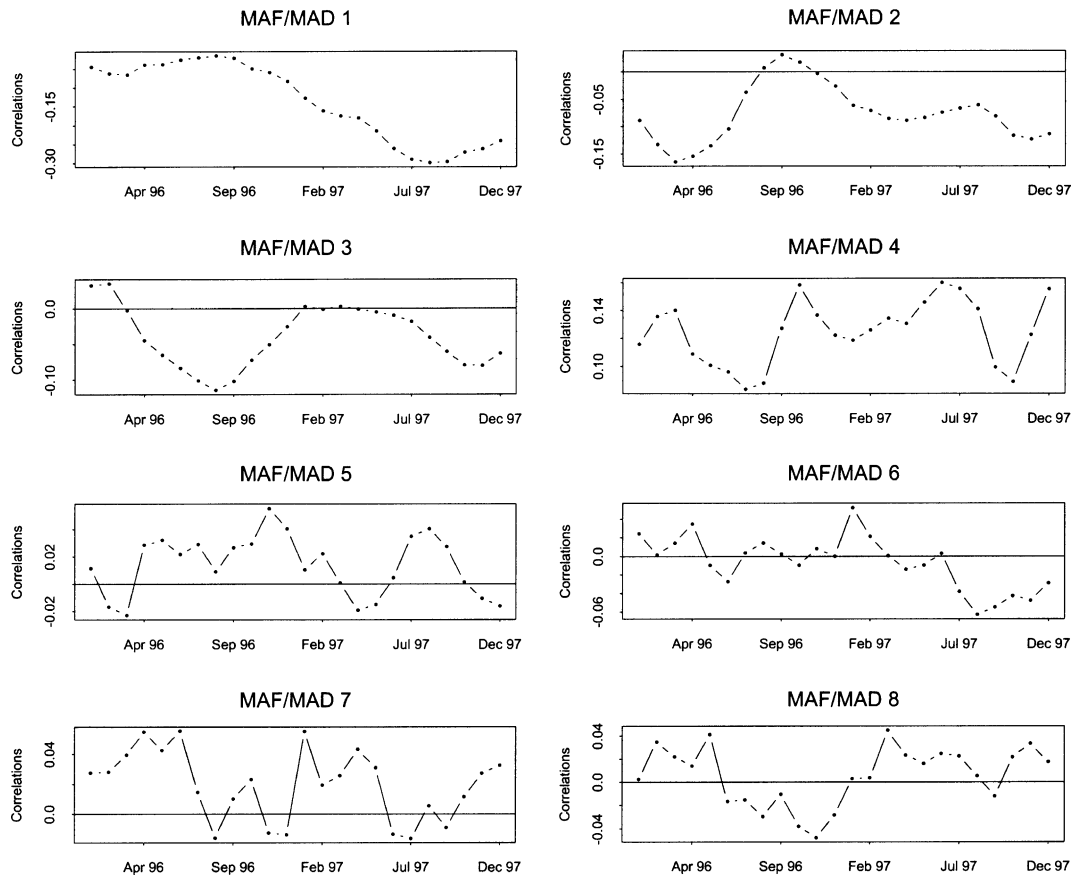 MAF/MAD 1
Correlations
-0.15
-0.30
Apr 96 Sep 96 Feb 97 Jul 97 Dec 97
MAF/MAD 2
Correlations
-0.05
-0.15
Apr 96 Sep 96 Feb 97 Jul 97 Dec 97
MAF/MAD 3
Correlations
0.0
-0.10
Apr 96 Sep 96 Feb 97 Jul 97 Dec 97
MAF/MAD 4
Correlations
0.14
0.10
Apr 96 Sep 96 Feb 97 Jul 97 Dec 97
MAF/MAD 5
Correlations
0.02
-0.02
Apr 96 Sep 96 Feb 97 Jul 97 Dec 97
MAF/MAD 6
Correlations
0.0
-0.06
Apr 96 Sep 96 Feb 97 Jul 97 Dec 97
MAF/MAD 7
Correlations
0.04
0.0
Apr 96 Sep 96 Feb 97 Jul 97 Dec 97
MAF/MAD 8
Correlations
0.04
0.0
-0.04
Apr 96 Sep 96 Feb 97 Jul 97 Dec 97